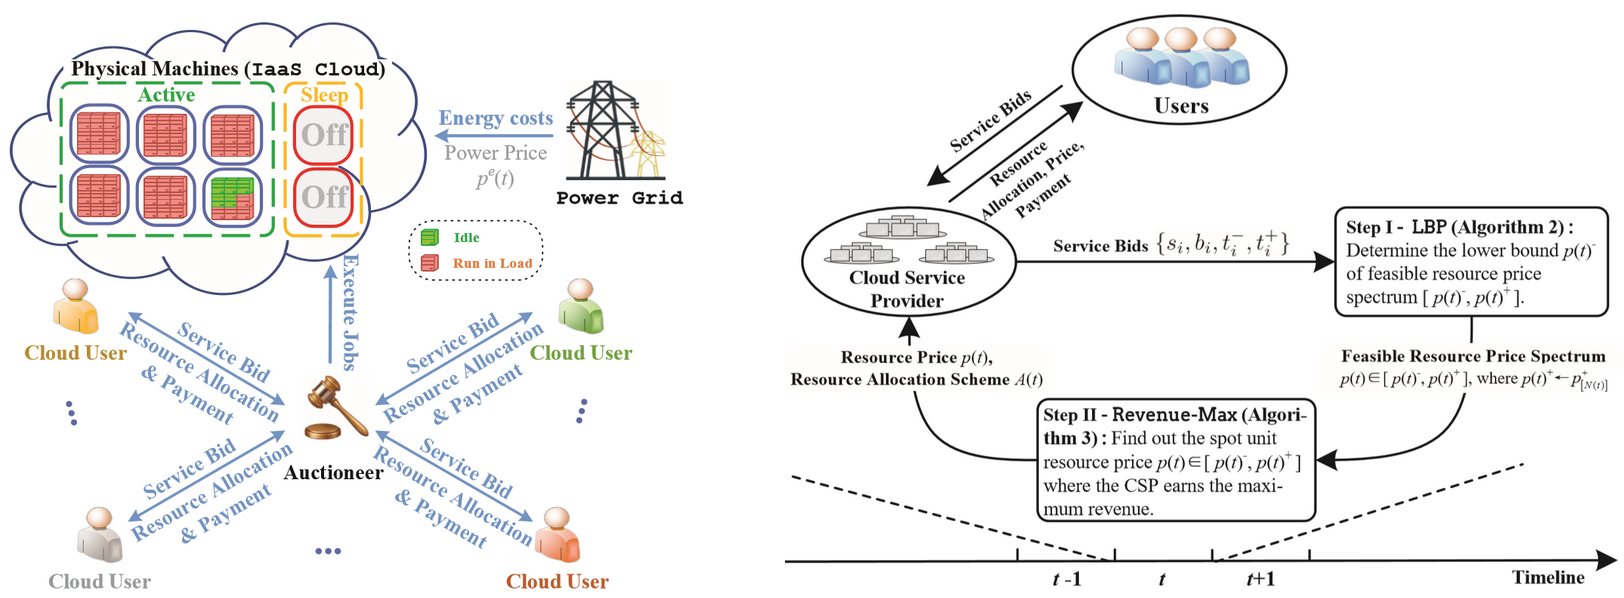 Physical Machines (IaaS Cloud)
Active
Sleep
Off
Off
Energy costs
Power Price
p^e(t)
Power Grid
Idle
Run in Load
Execute Jobs
Cloud User
Service Bid
Resource Allocation
& Payment
Cloud User
Service Bid
Resource Allocation
& Payment
Auctioneer
Cloud User
Service Bid
Resource Allocation
& Payment
Cloud User
Service Bid
Resource Allocation
& Payment
Users
Service Bids
Resource
Allocation, Price,
Payment
Cloud Service
Provider
Service Bids {s_i, b_i, t_i^-, t_i^+}
Step I - LBP (Algorithm 2) :
Determine the lower bound p(t)^-
of feasible resource price
spectrum [ p(t)^-, p(t)^+ ].
Feasible Resource Price Spectrum
p(t)∈[ p(t)^-, p(t)^+ ], where p(t)^+←p^+_{[N(t)]}
Resource Price p(t),
Resource Allocation Scheme A(t)
Step II - Revenue-Max (Algori-
thm 3) : Find out the spot unit
resource price p(t)∈[ p(t)^-, p(t)^+ ]
where the CSP earns the maxi-
mum revenue.
t -1
t
t+1
Timeline